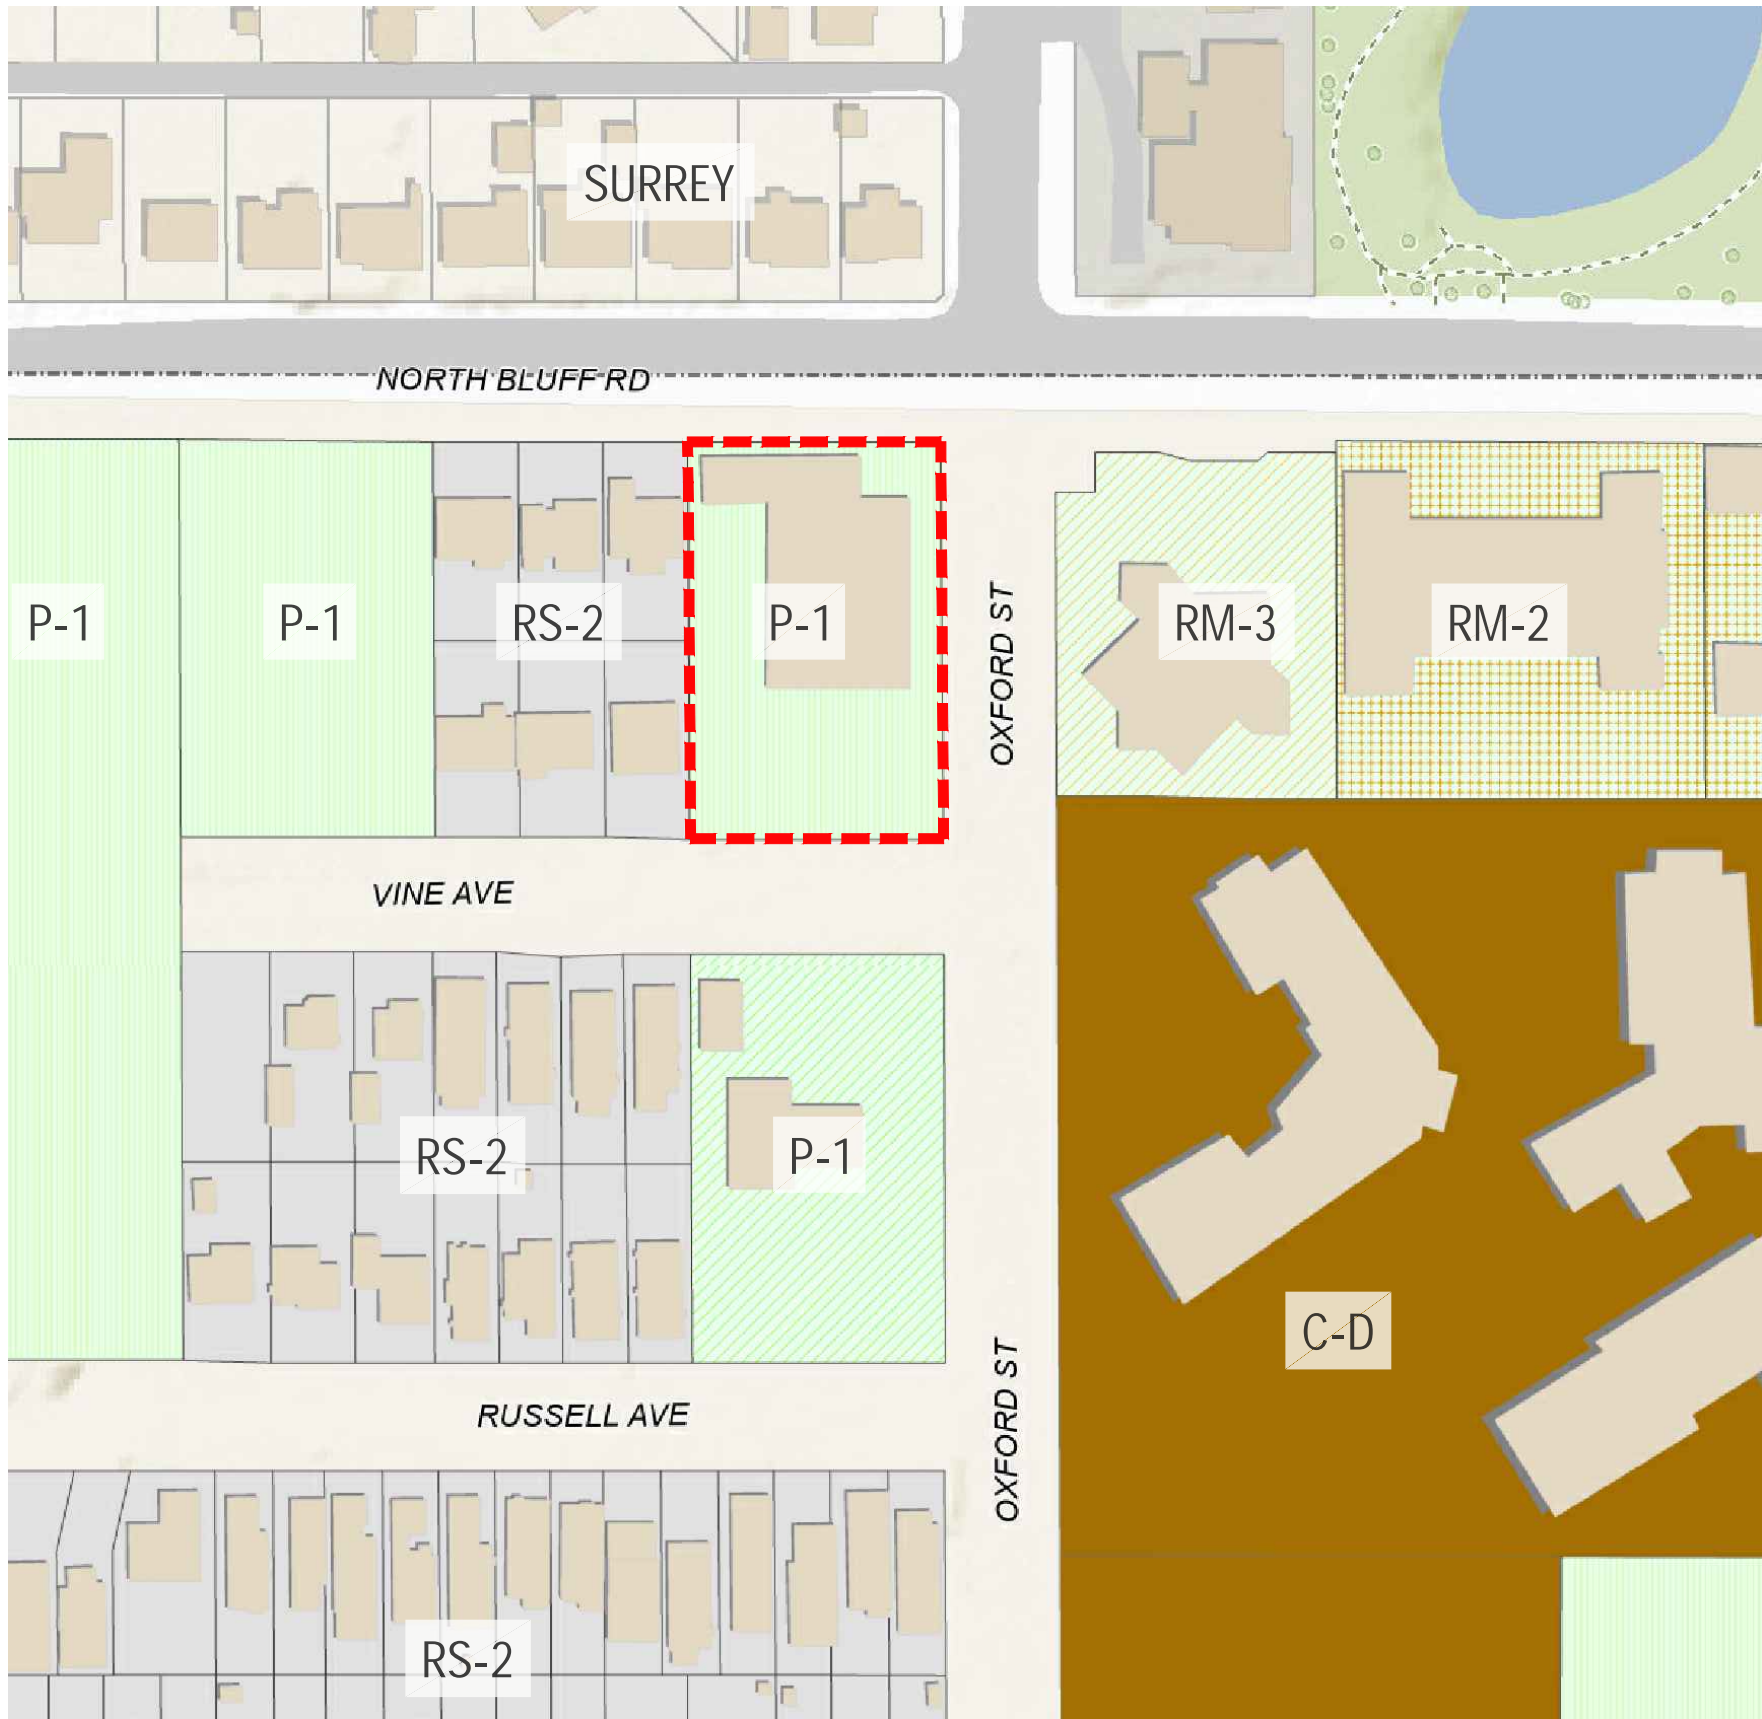 SURREY
NORTH BLUFF RD
P-1
P-1
RS-2
P-1
OXFORD ST
RM-3
RM-2
VINE AVE
RS-2
P-1
C-D
RUSSELL AVE
OXFORD ST
RS-2